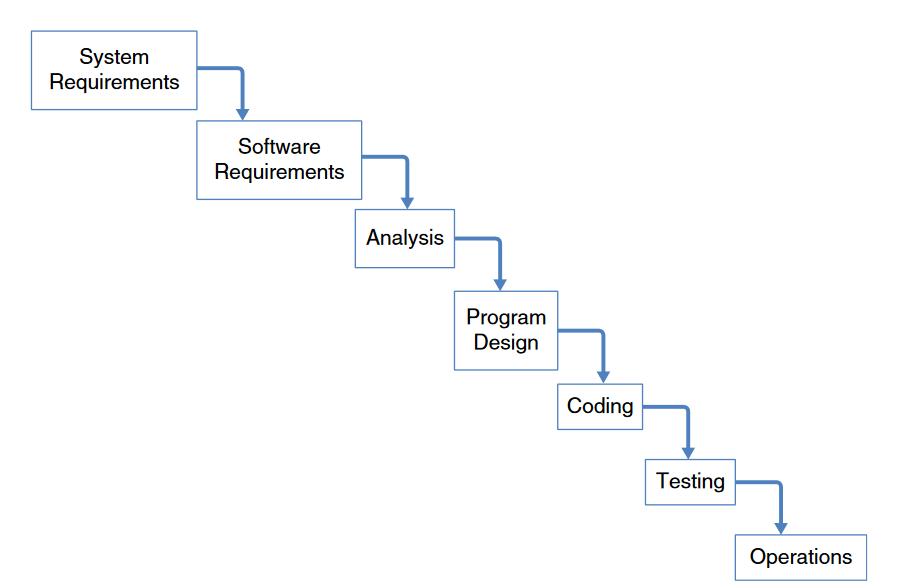 System
Requirements
Software
Requirements
Analysis
Program
Design
Coding
Testing
Operations